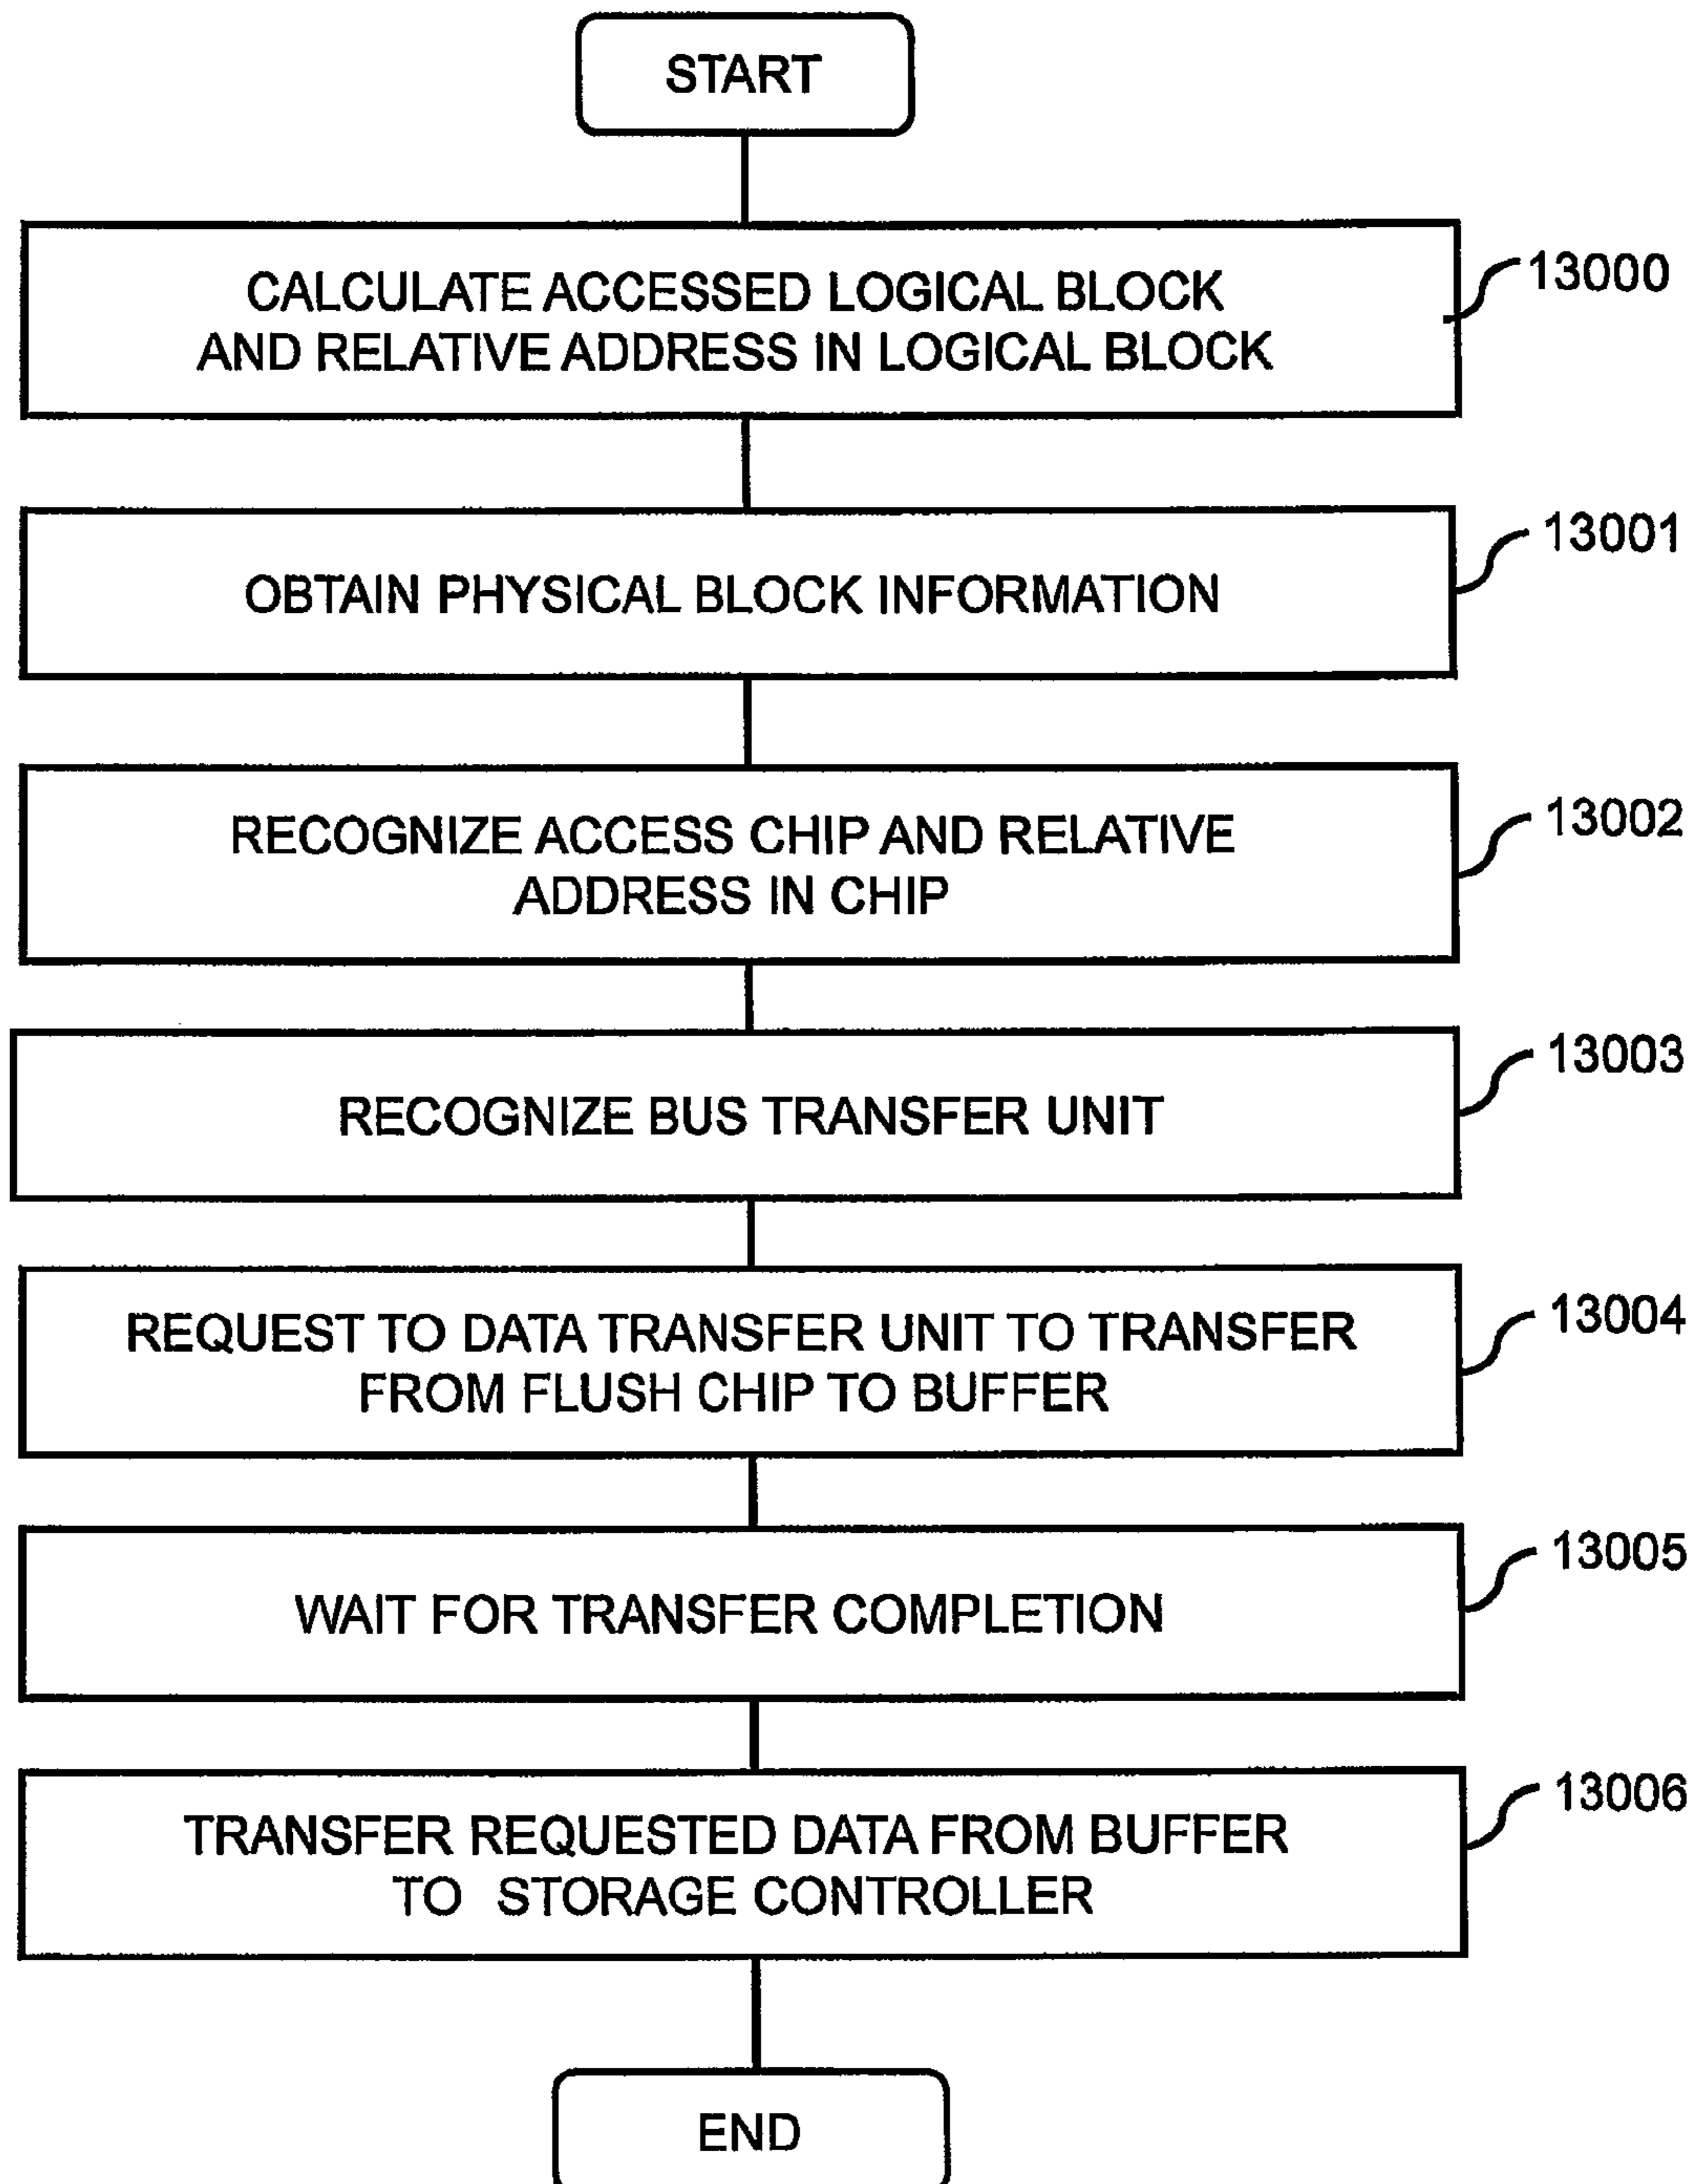 START
CALCULATE ACCESSED LOGICAL BLOCK
AND RELATIVE ADDRESS IN LOGICAL BLOCK
13000
OBTAIN PHYSICAL BLOCK INFORMATION
13001
RECOGNIZE ACCESS CHIP AND RELATIVE
ADDRESS IN CHIP
13002
RECOGNIZE BUS TRANSFER UNIT
13003
REQUEST TO DATA TRANSFER UNIT TO TRANSFER
FROM FLUSH CHIP TO BUFFER
13004
WAIT FOR TRANSFER COMPLETION
13005
TRANSFER REQUESTED DATA FROM BUFFER
TO STORAGE CONTROLLER
13006
END